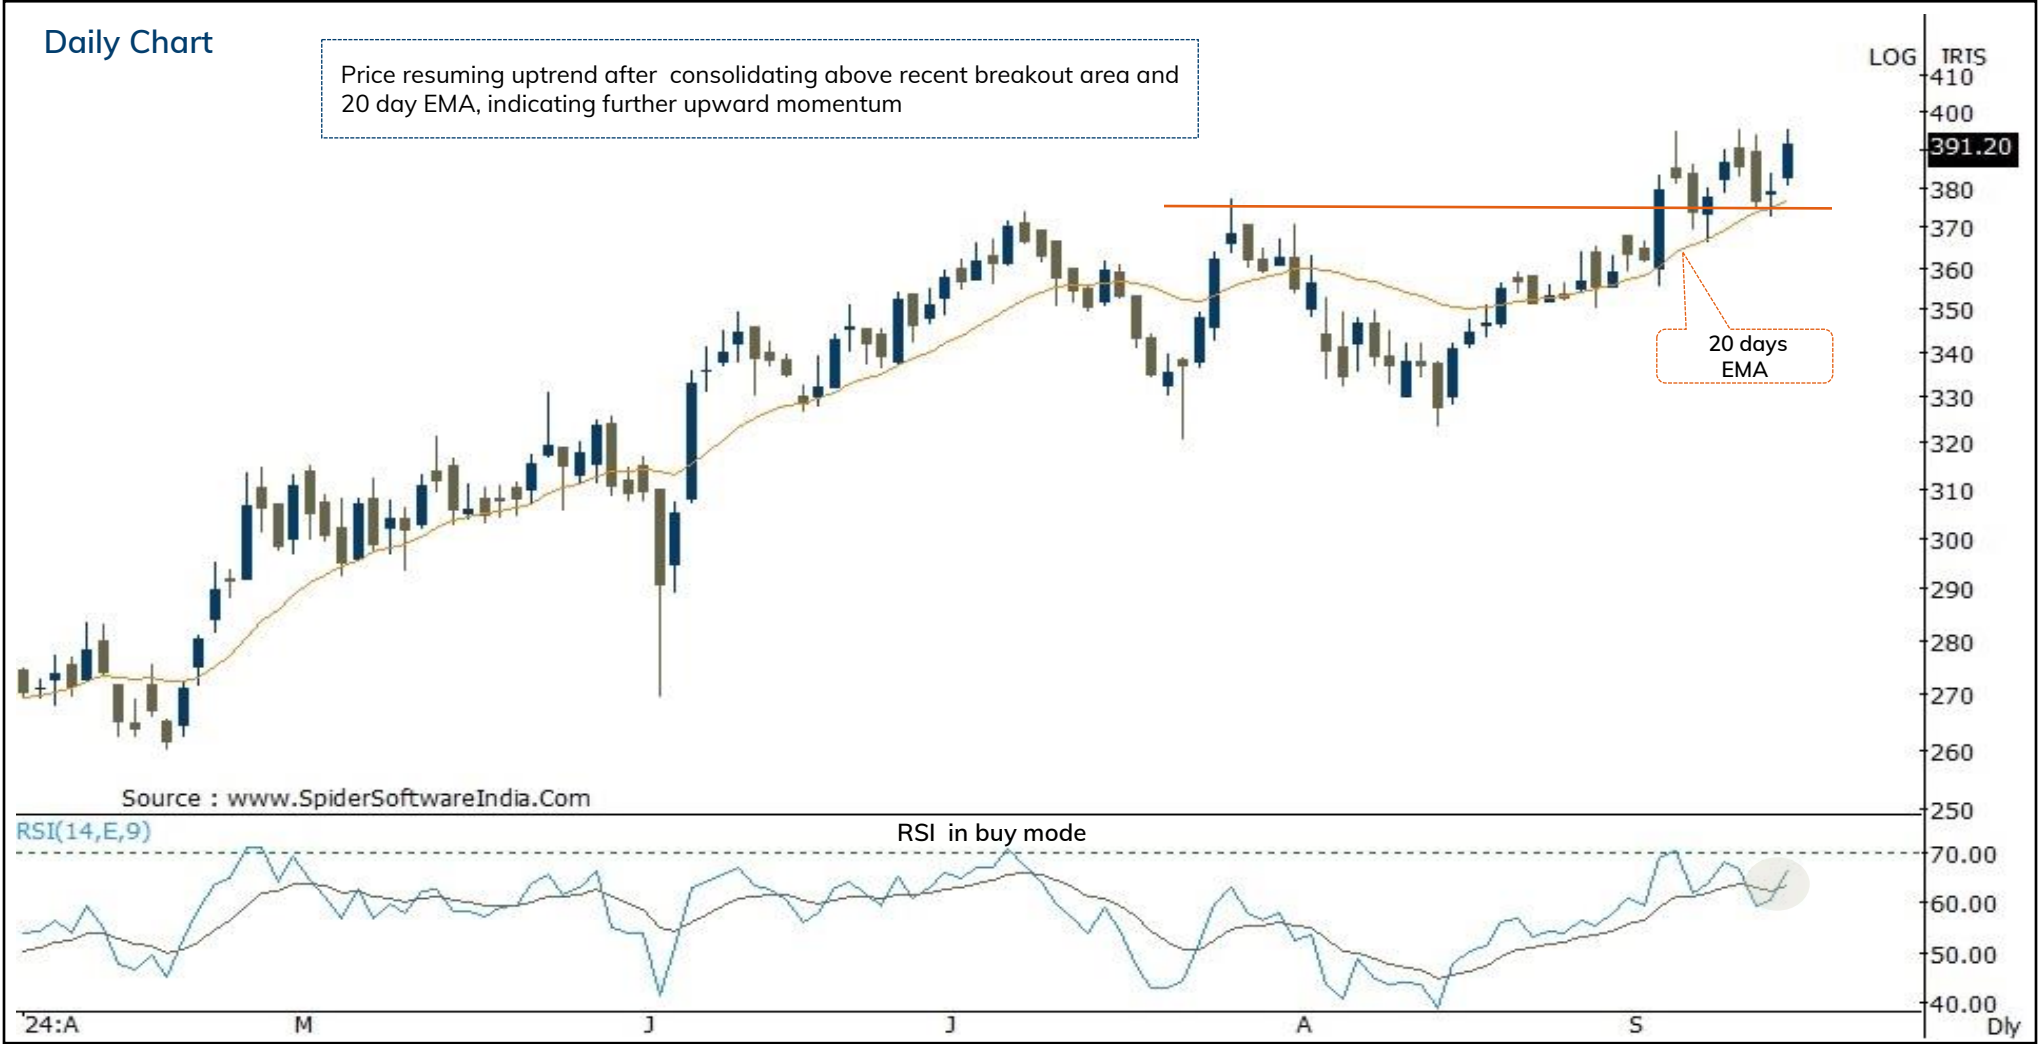 Daily Chart
Price resuming uptrend after consolidating above recent breakout area and
20 day EMA, indicating further upward momentum
LOG IRIS
410
400
391.20
380
370
360
350
340
330
320
310
300
290
280
270
260
250
20 days
EMA
Source : www.SpiderSoftwareIndia.Com
RSI(14,E,9)
RSI in buy mode
70.00
60.00
50.00
40.00
'24:A M J J A S
Dly